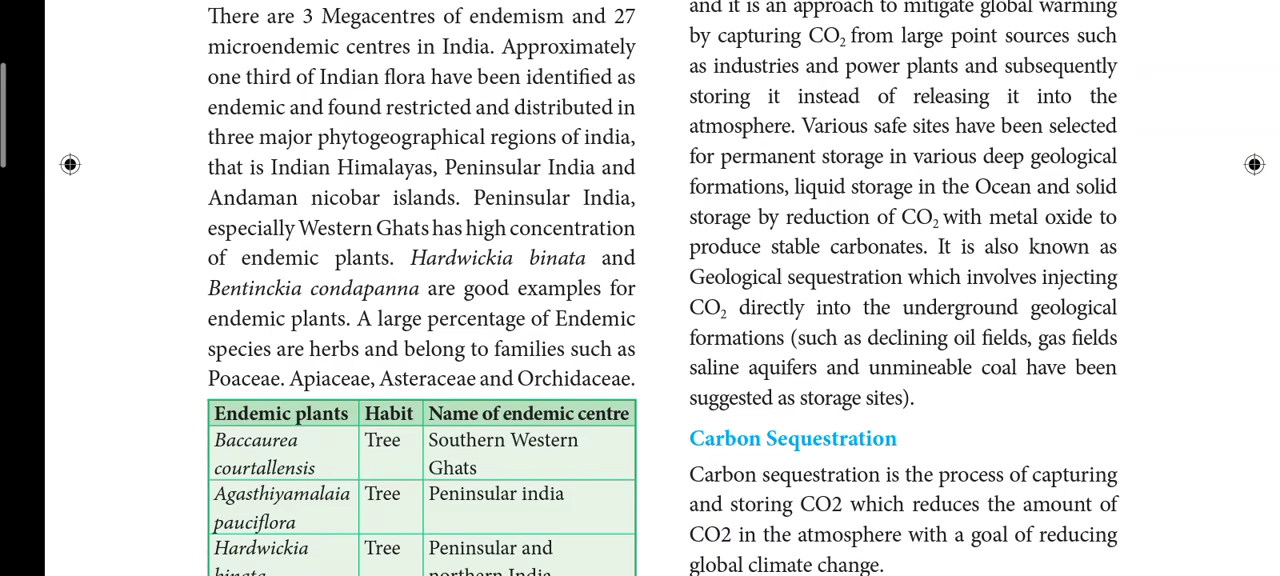 There are 3 Megacentres of endemism and 27
microendemic centres in India. Approximately
one third of Indian flora have been identified as
endemic and found restricted and distributed in
three major phytogeographical regions of india,
that is Indian Himalayas, Peninsular India and
Andaman nicobar islands. Peninsular India,
especially Western Ghats has high concentration
of endemic plants. Hardwickia binata and
Bentinckia condapanna are good examples for
endemic plants. A large percentage of Endemic
species are herbs and belong to families such as
Poaceae. Apiaceae, Asteraceae and Orchidaceae.
Endemic plants Habit Name of endemic centre
Baccaurea Tree Southern Western
courtallensis Ghats
Agasthiyamalaia Tree Peninsular india
pauciflora
Hardwickia Tree Peninsular and
binata northern India
and it is an approach to mitigate global warming
by capturing CO₂ from large point sources such
as industries and power plants and subsequently
storing it instead of releasing it into the
atmosphere. Various safe sites have been selected
for permanent storage in various deep geological
formations, liquid storage in the Ocean and solid
storage by reduction of CO₂ with metal oxide to
produce stable carbonates. It is also known as
Geological sequestration which involves injecting
CO₂ directly into the underground geological
formations (such as declining oil fields, gas fields
saline aquifers and unmineable coal have been
suggested as storage sites).
Carbon Sequestration
Carbon sequestration is the process of capturing
and storing CO2 which reduces the amount of
CO2 in the atmosphere with a goal of reducing
global climate change.